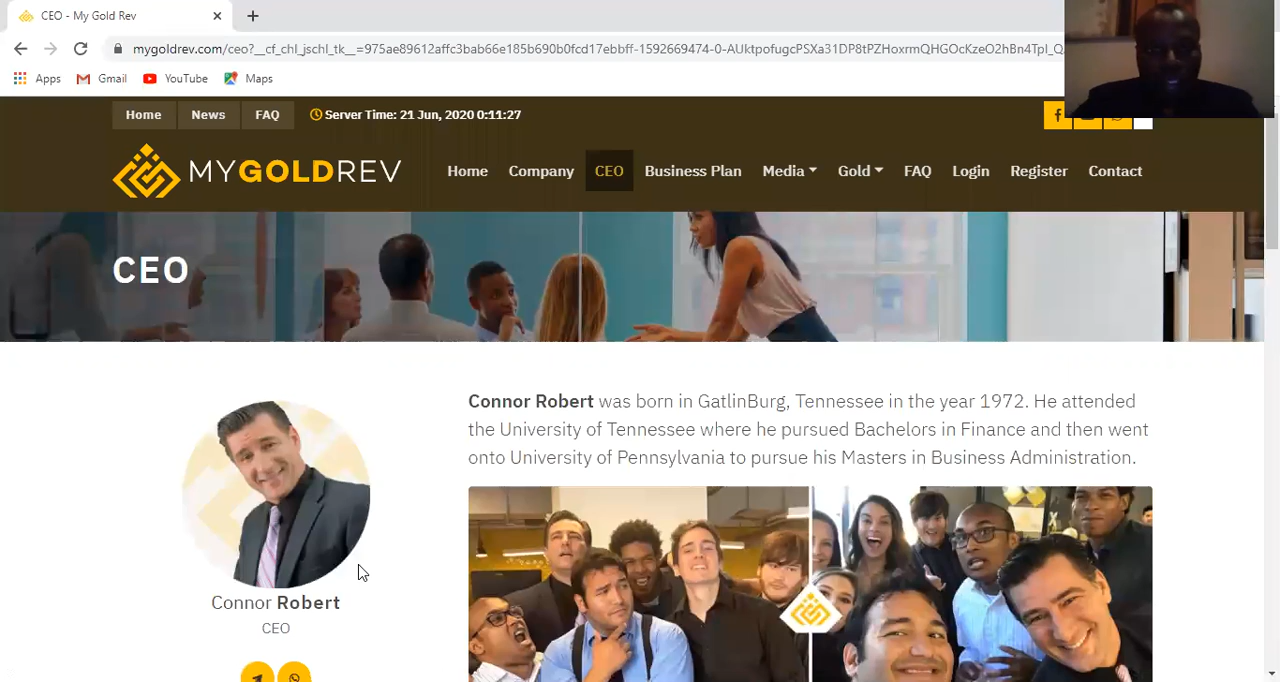 CEO - My Gold Rev
mygoldrev.com/ceo?__cf_chl_jschl_tk__=975ae89612affc3bab66e185b690b0fcd17ebbff-1592669474-0-AUktpofugcPSXa31DP8tPZHoxrmQHGOcKzeO2hBn4TpI_Q
Apps Gmail YouTube Maps
Home News FAQ Server Time: 21 Jun, 2020 0:11:27
MYGOLDREV Home Company CEO Business Plan Media Gold FAQ Login Register Contact
CEO
Connor Robert was born in GatlinBurg, Tennessee in the year 1972. He attended
the University of Tennessee where he pursued Bachelors in Finance and then went
onto University of Pennsylvania to pursue his Masters in Business Administration.
Connor Robert
CEO